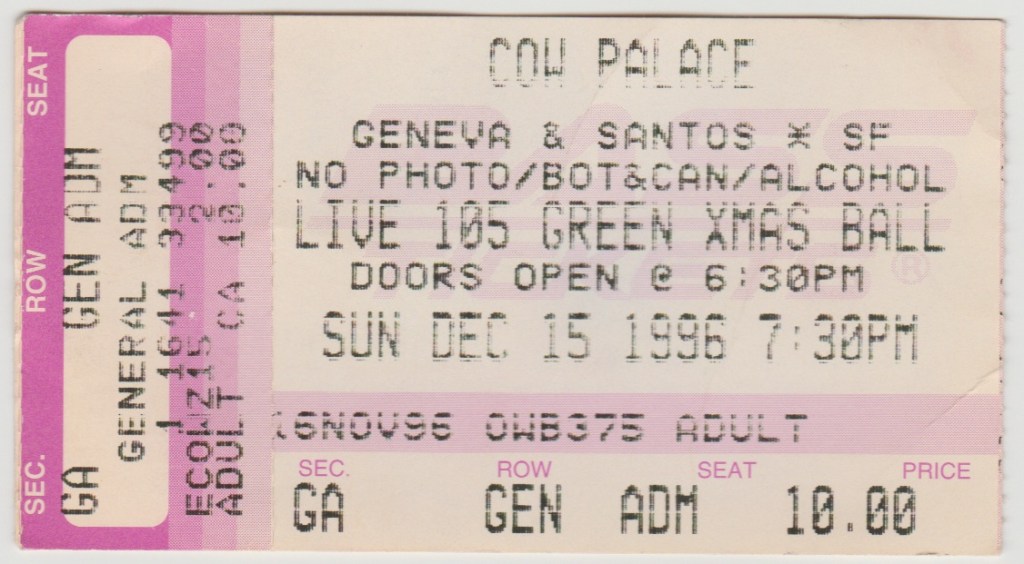 SEC. ROW SEAT
GA GEN ADM
GENERAL ADM
1 1641 33499
ECOWZ15 2.00
ADULT CA 10.00
COW PALACE
GENEVA & SANTOS * SF
NO PHOTO/BOT&CAN/ALCOHOL
LIVE 105 GREEN XMAS BALL
DOORS OPEN @ 6:30PM
SUN DEC 15 1996 7:30PM
16NOV96 OWB375 ADULT
SEC. ROW SEAT PRICE
GA GEN ADM 10.00
BASS TICKETS ®